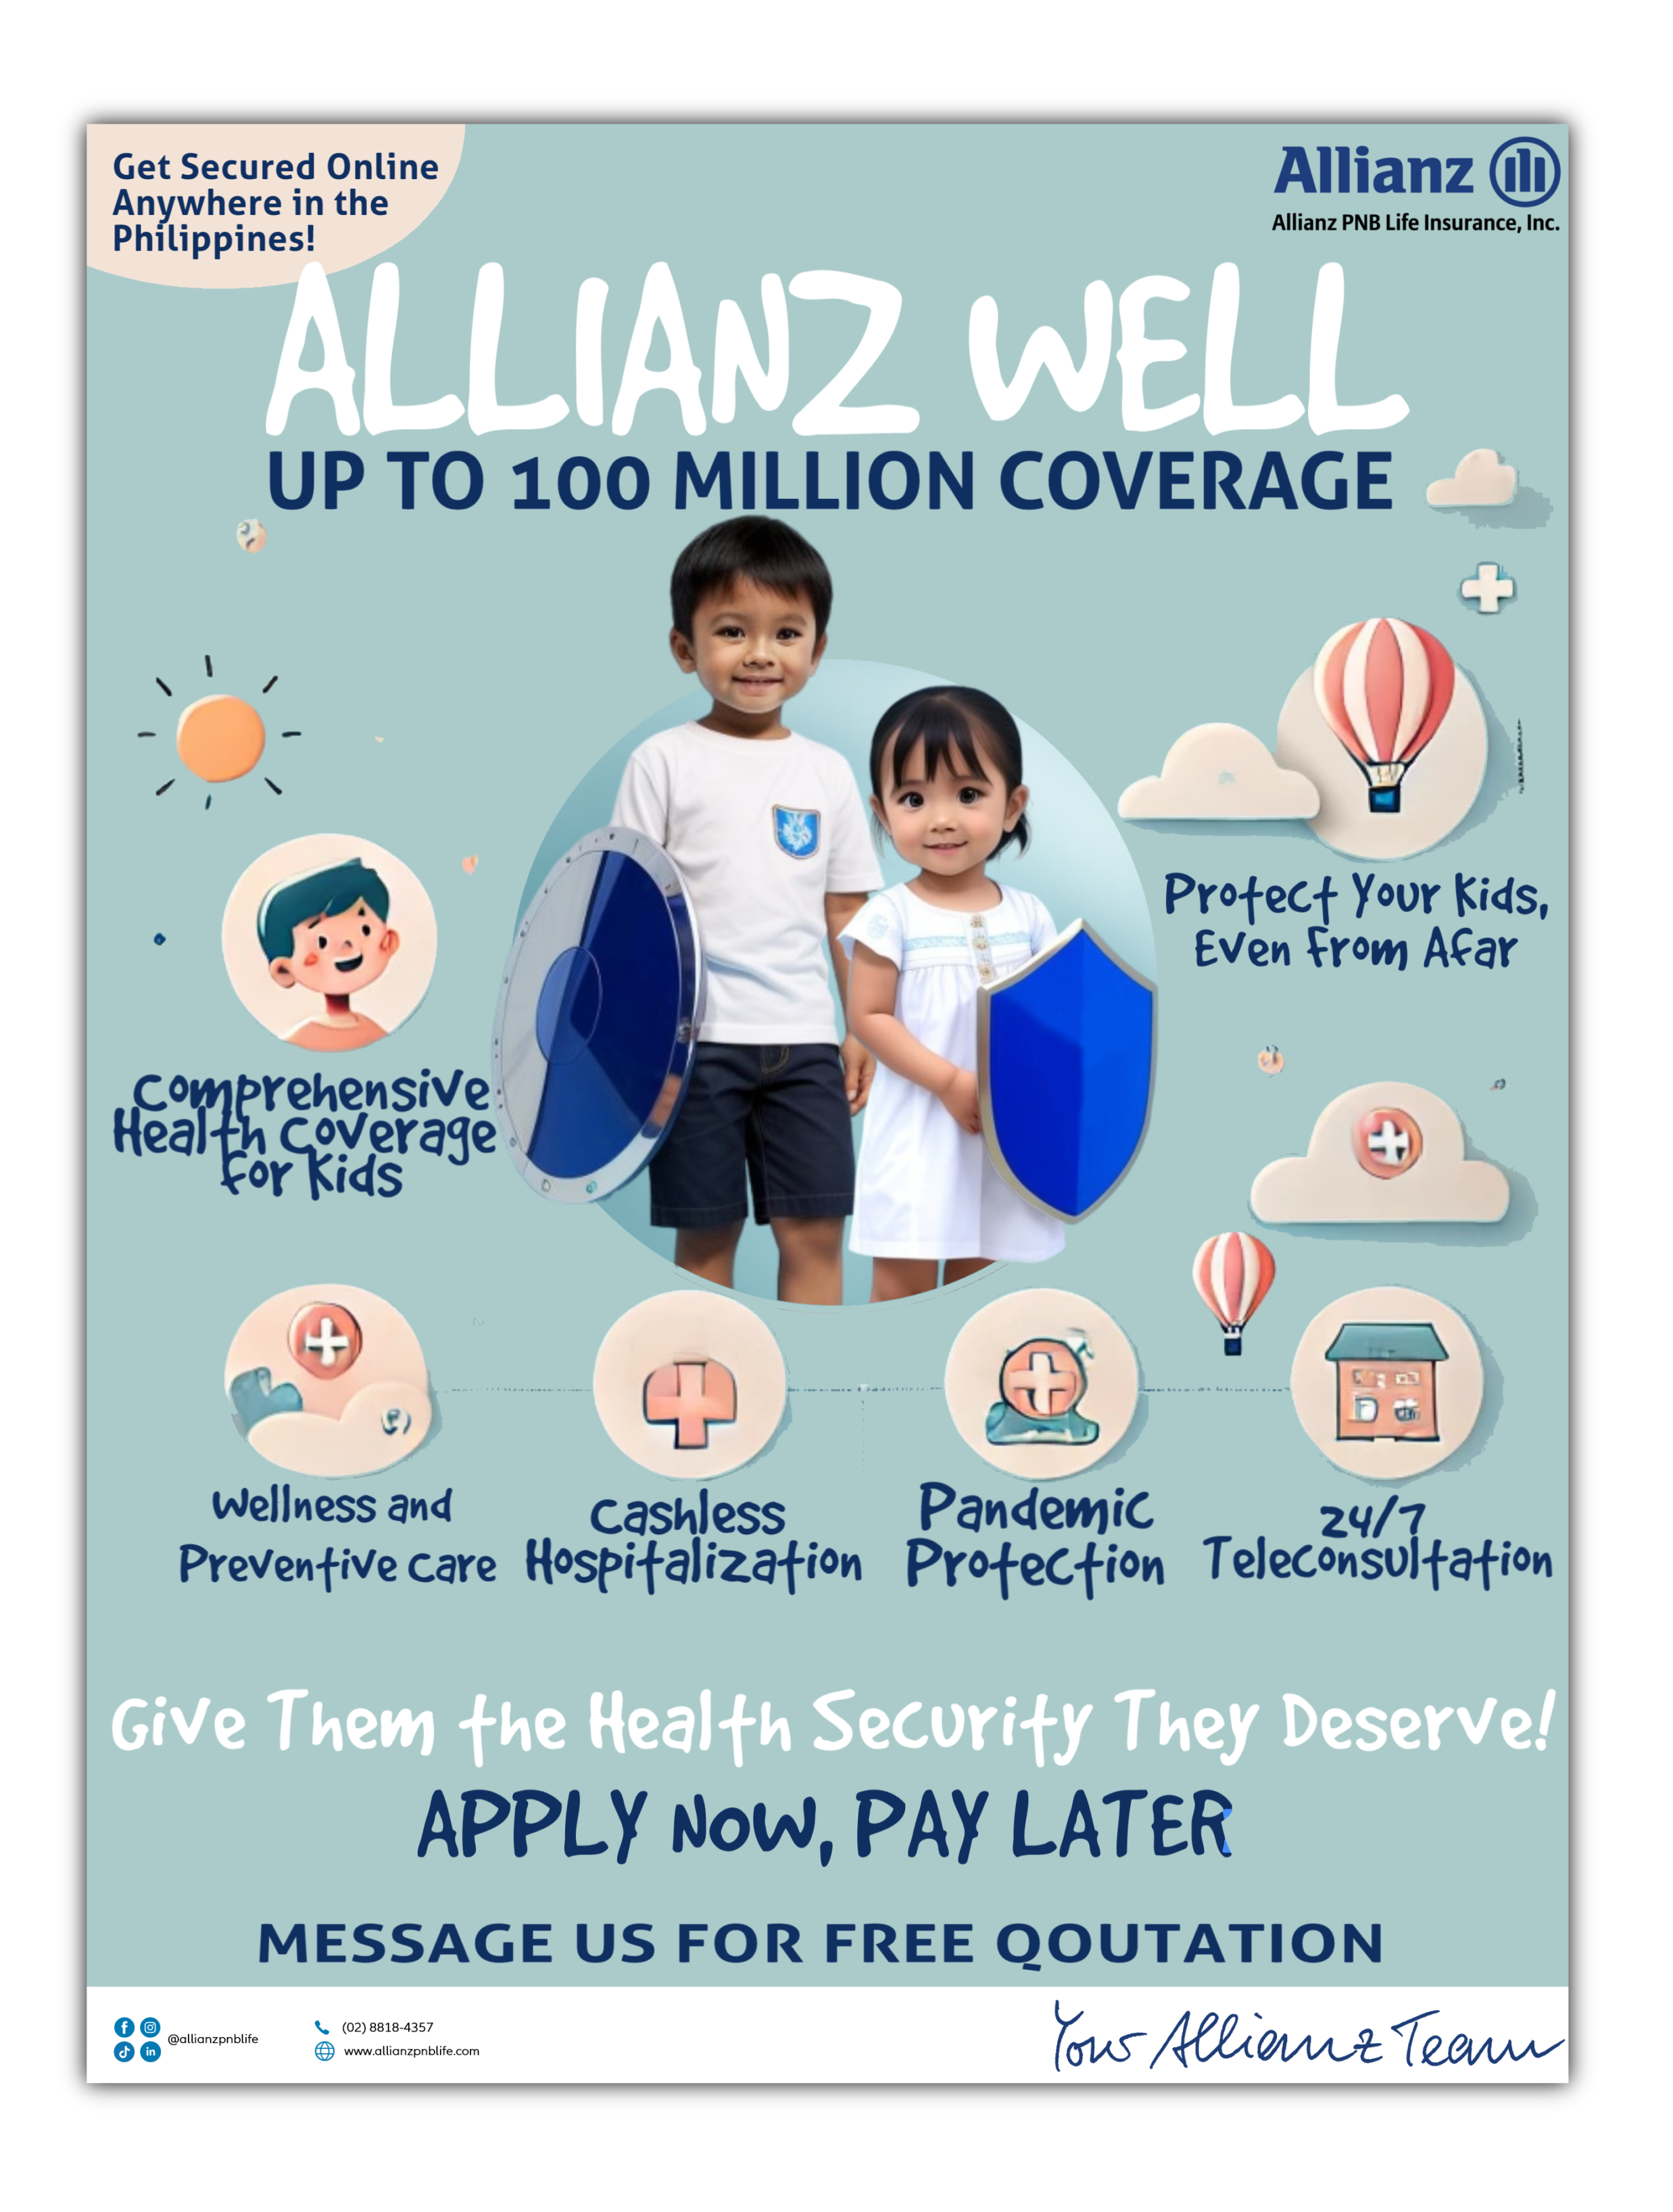 Get Secured Online
Anywhere in the
Philippines!
Allianz
Allianz PNB Life Insurance, Inc.
ALLIANZ WELL
UP TO 100 MILLION COVERAGE
Protect Your Kids,
Even From Afar
Comprehensive
Health Coverage
For Kids
Wellness and
Preventive Care
Cashless
Hospitalization
Pandemic
Protection
24/7
Teleconsultation
Give Them the Health Security They Deserve!
APPLY NOW, PAY LATER
MESSAGE US FOR FREE QOUTATION
@allianzpnblife
(02) 8818-4357
www.allianzpnblife.com
Your Allianz Team